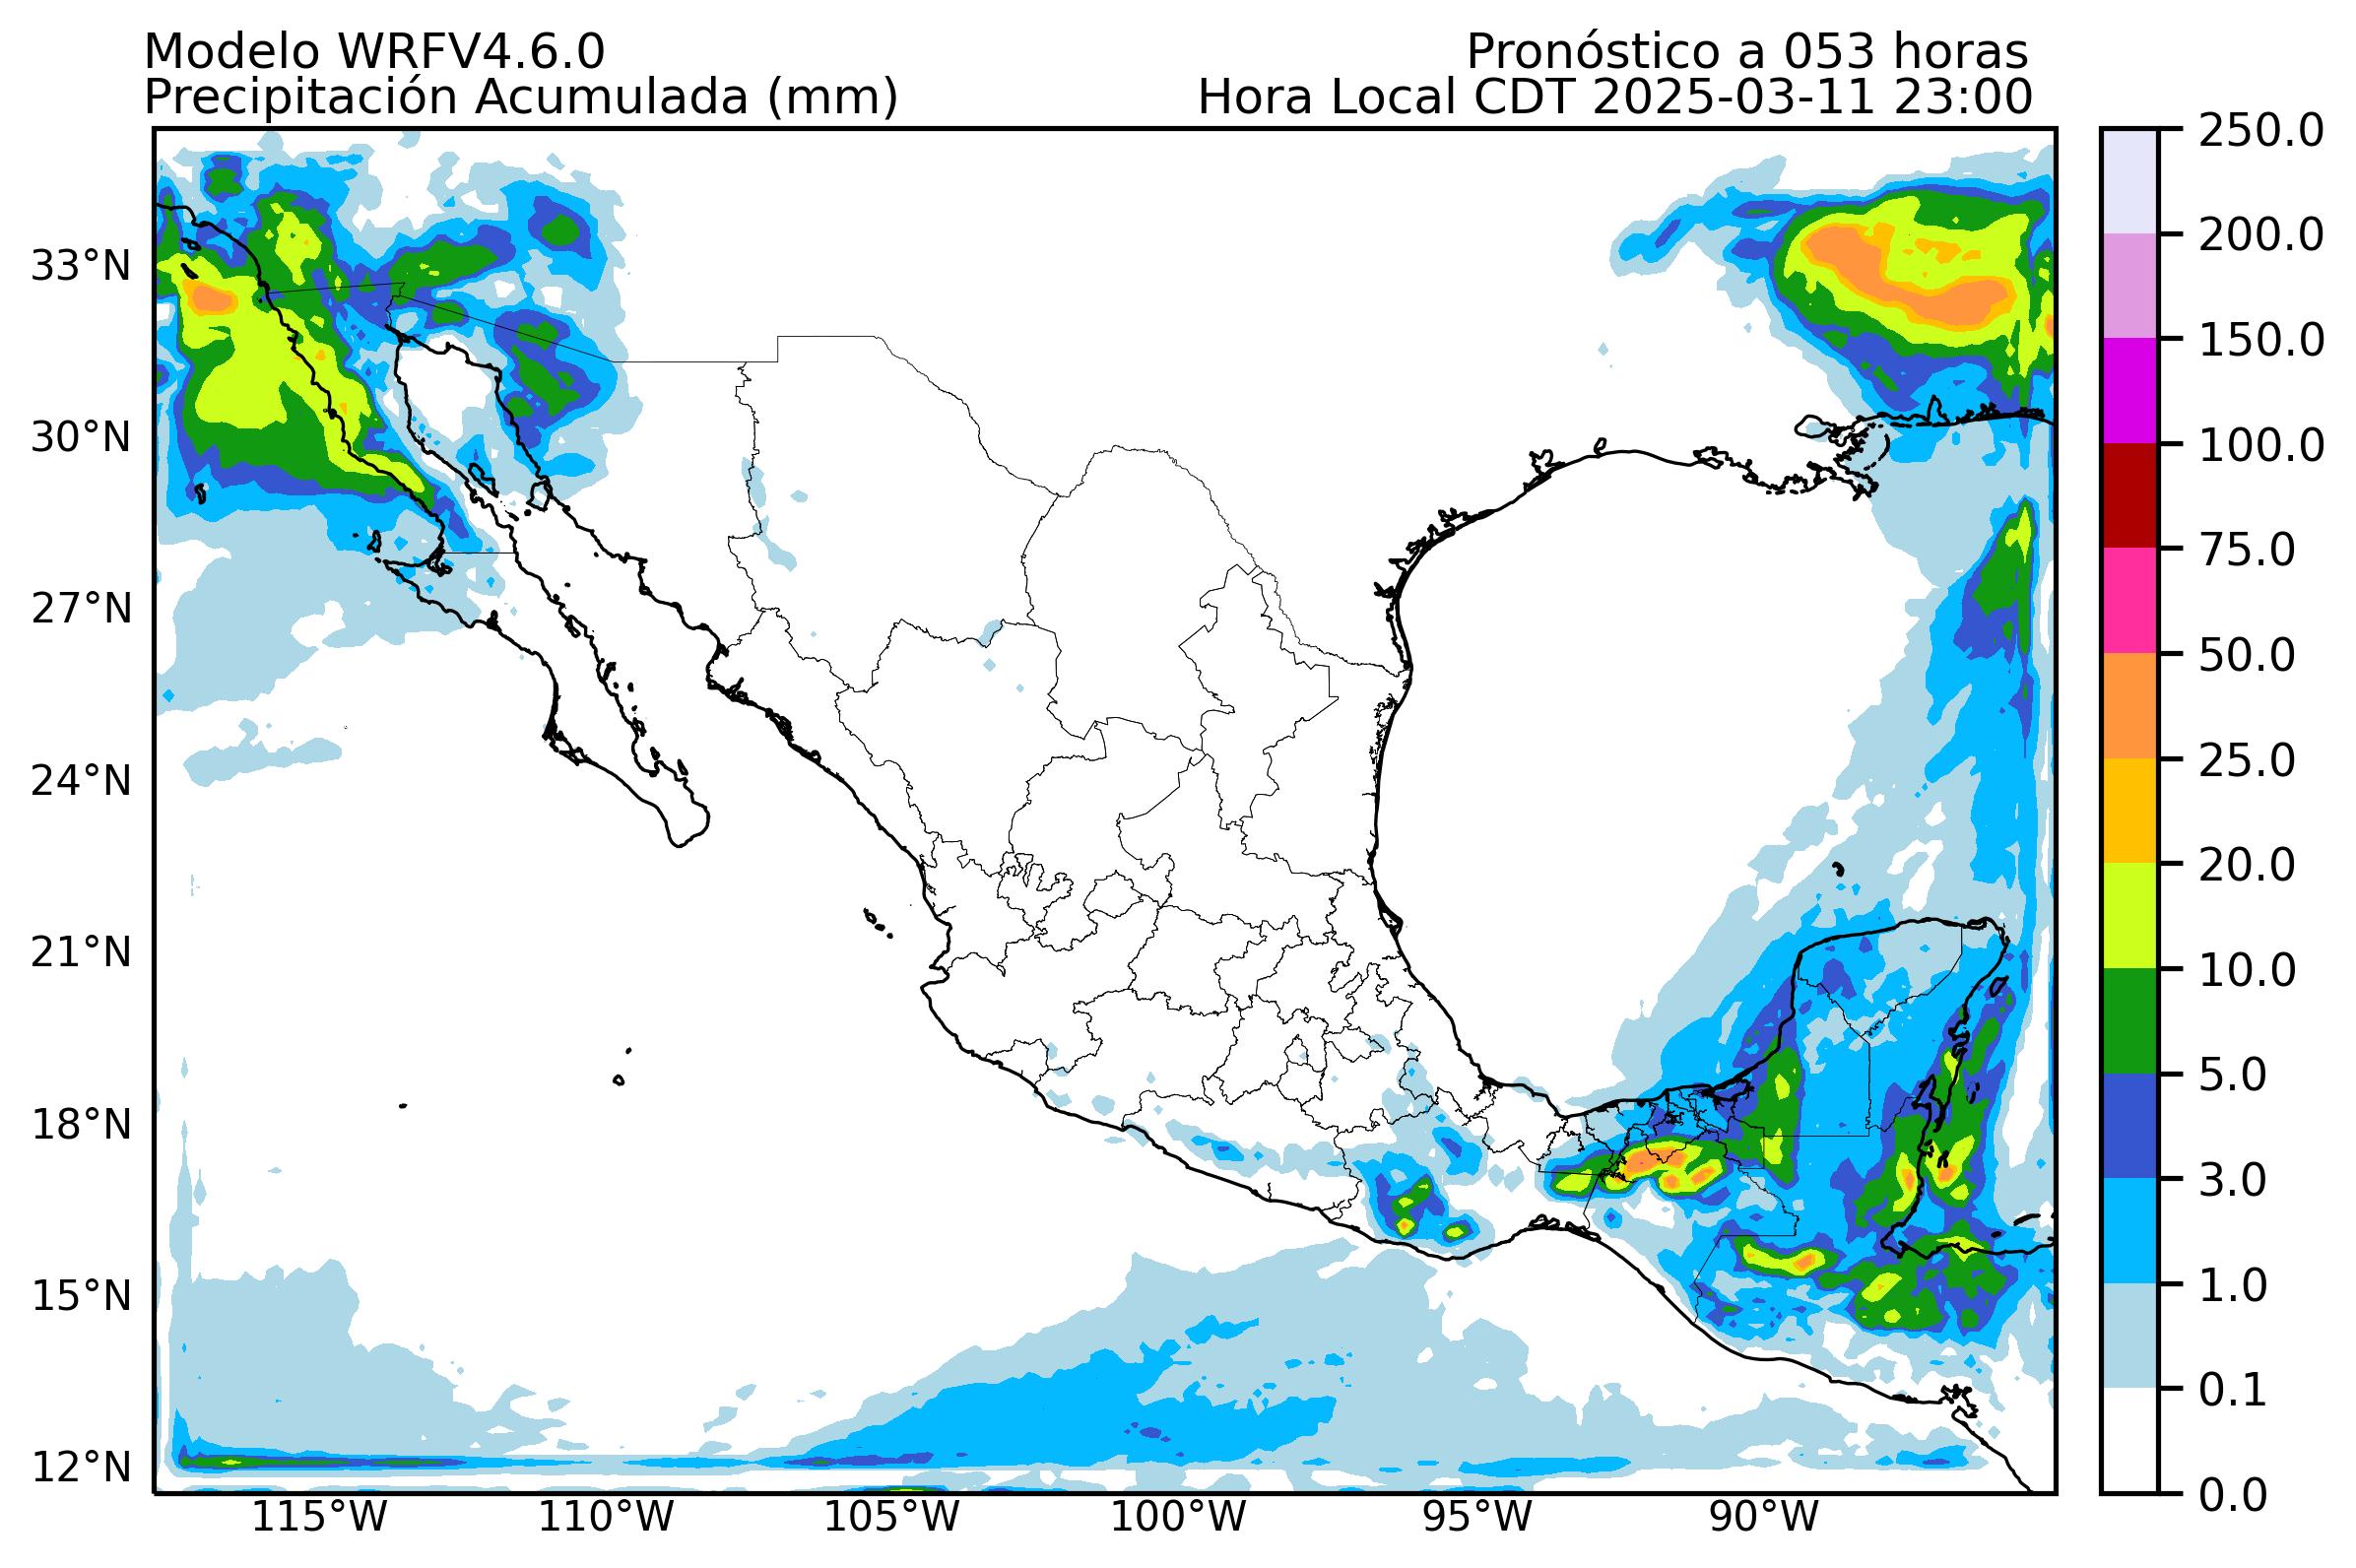 Modelo WRFV4.6.0
Pronóstico a 053 horas
Precipitación Acumulada (mm)
Hora Local CDT 2025-03-11 23:00
33°N
30°N
27°N
24°N
21°N
18°N
15°N
12°N
115°W
110°W
105°W
100°W
95°W
90°W
250.0
200.0
150.0
100.0
75.0
50.0
25.0
20.0
10.0
5.0
3.0
1.0
0.1
0.0